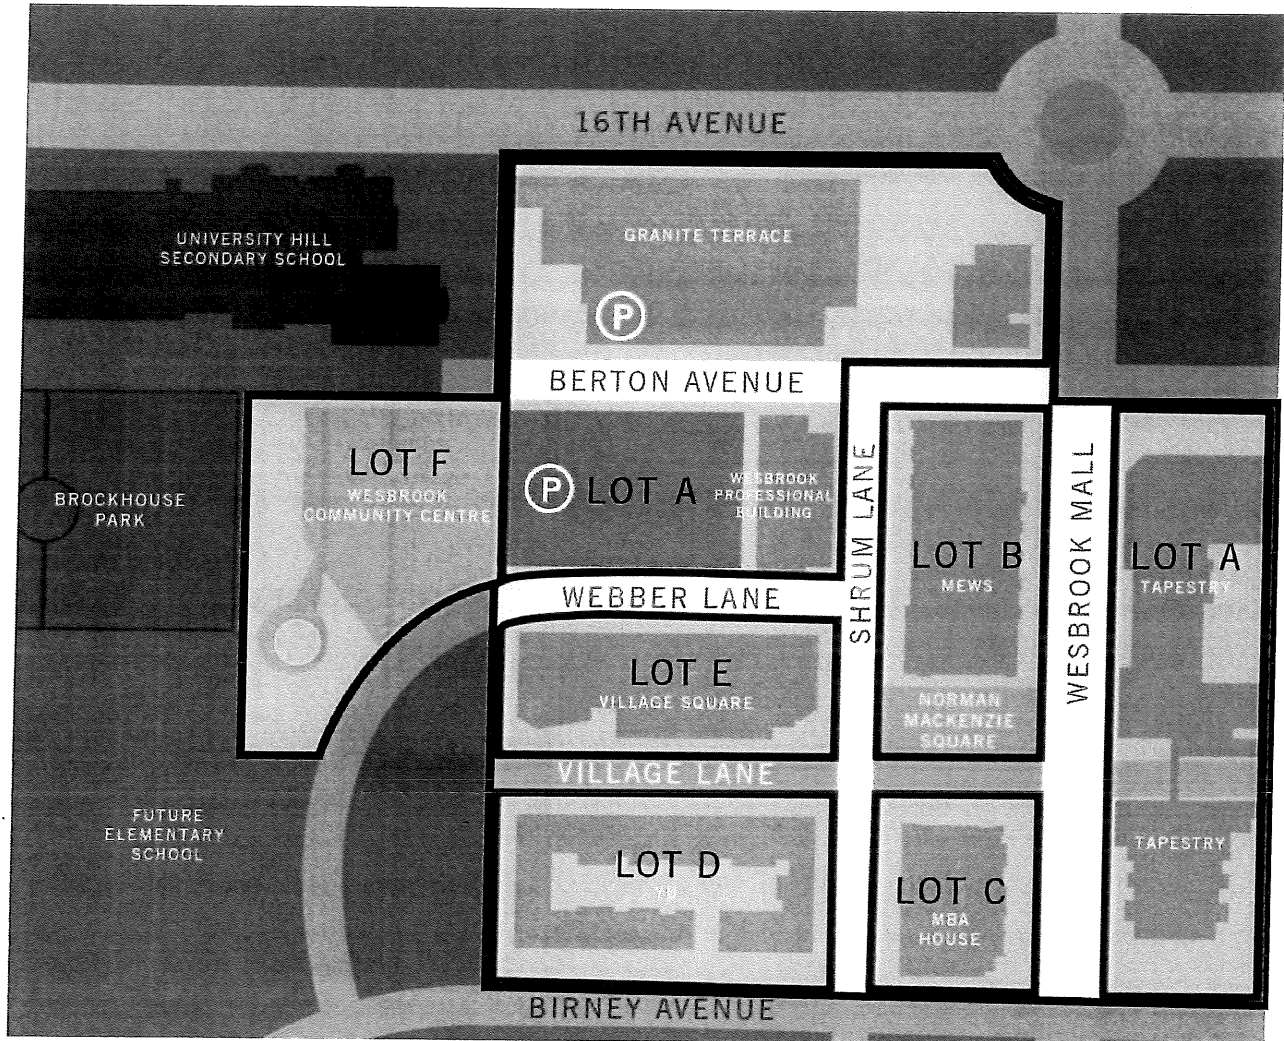 16TH AVENUE
UNIVERSITY HILL
SECONDARY SCHOOL
GRANITE TERRACE
P
BERTON AVENUE
LOT F
WESBROOK
COMMUNITY CENTRE
P
LOT A
WESBROOK
PROFESSIONAL
BUILDING
BROCKHOUSE
PARK
SHRUM LANE
LOT B
MEWS
WESBROOK MALL
LOT A
TAPESTRY
WEBBER LANE
LOT E
VILLAGE SQUARE
NORMAN
MACKENZIE
SQUARE
VILLAGE LANE
FUTURE
ELEMENTARY
SCHOOL
LOT D
LOT C
MBA
HOUSE
TAPESTRY
BIRNEY AVENUE